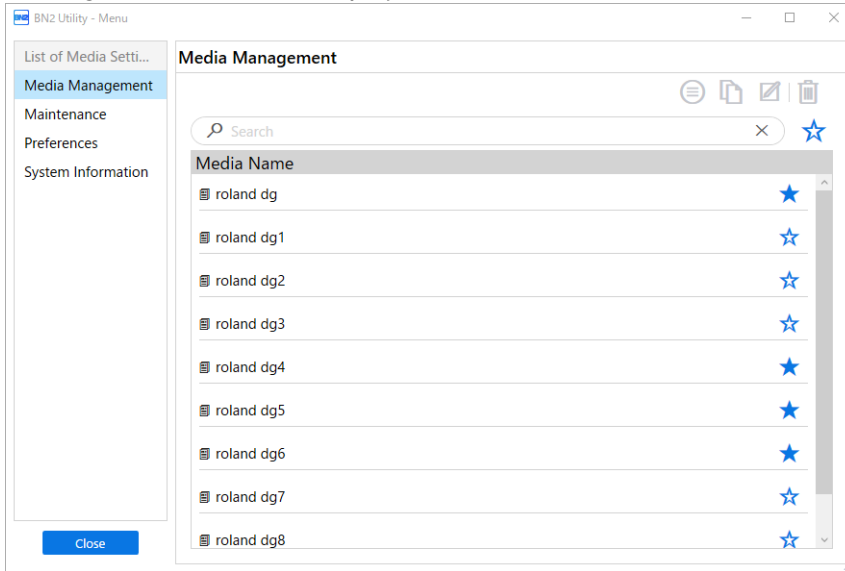 BN2 BN2 Utility - Menu
List of Media Setti...
Media Management
Maintenance
Preferences
System Information
Close
Media Management
Search
Media Name
roland dg
roland dg1
roland dg2
roland dg3
roland dg4
roland dg5
roland dg6
roland dg7
roland dg8